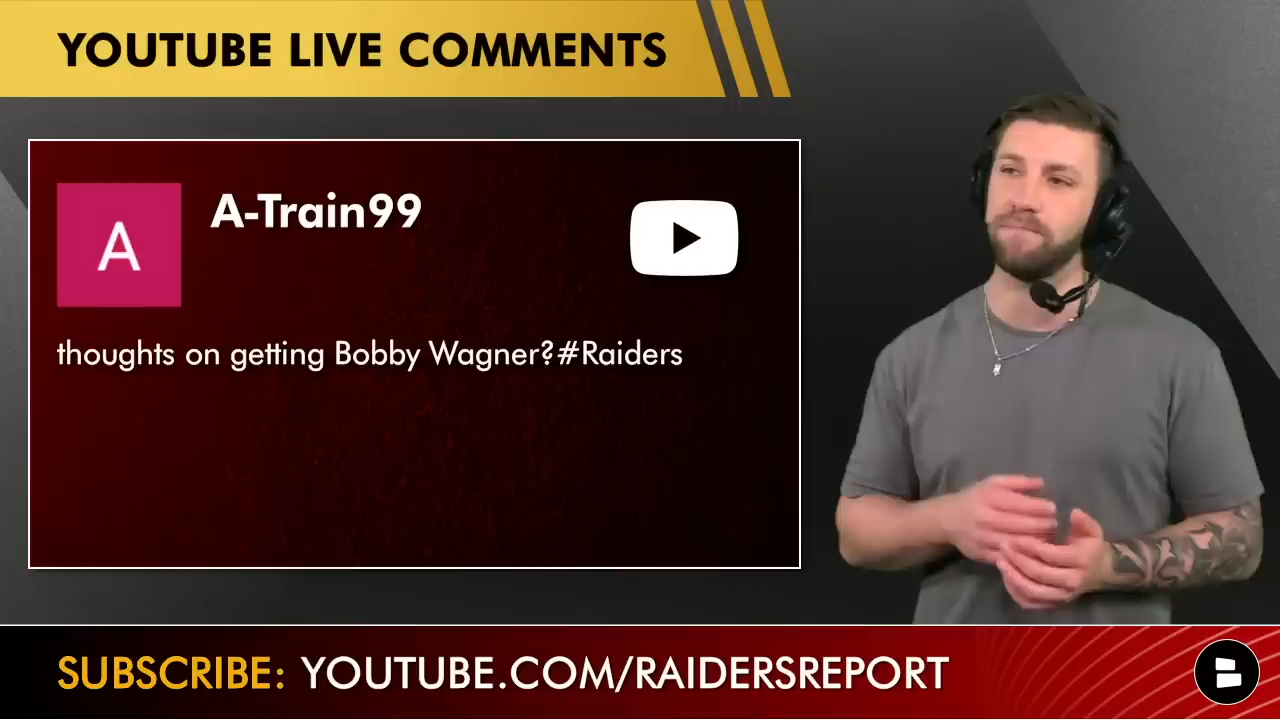 YOUTUBE LIVE COMMENTS
A
A-Train99
thoughts on getting Bobby Wagner?#Raiders
SUBSCRIBE: YOUTUBE.COM/RAIDERSREPORT